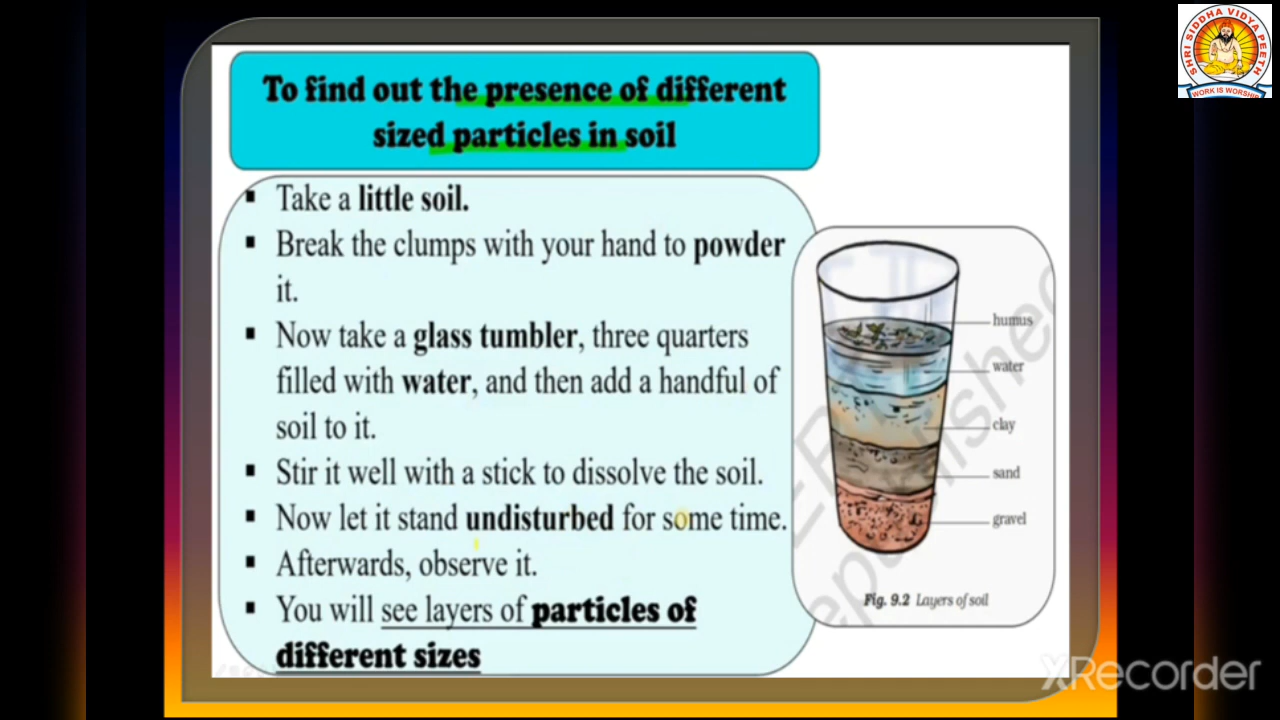 SHRI SIDDHA VIDYA PEETH
WORK IS WORSHIP
To find out the presence of different
sized particles in soil
▪ Take a little soil.
▪ Break the clumps with your hand to powder
it.
▪ Now take a glass tumbler, three quarters
filled with water, and then add a handful of
soil to it.
▪ Stir it well with a stick to dissolve the soil.
▪ Now let it stand undisturbed for some time.
▪ Afterwards, observe it.
▪ You will see layers of particles of
different sizes
humus
water
clay
sand
gravel
Fig. 9.2 Layers of soil
XRecorder